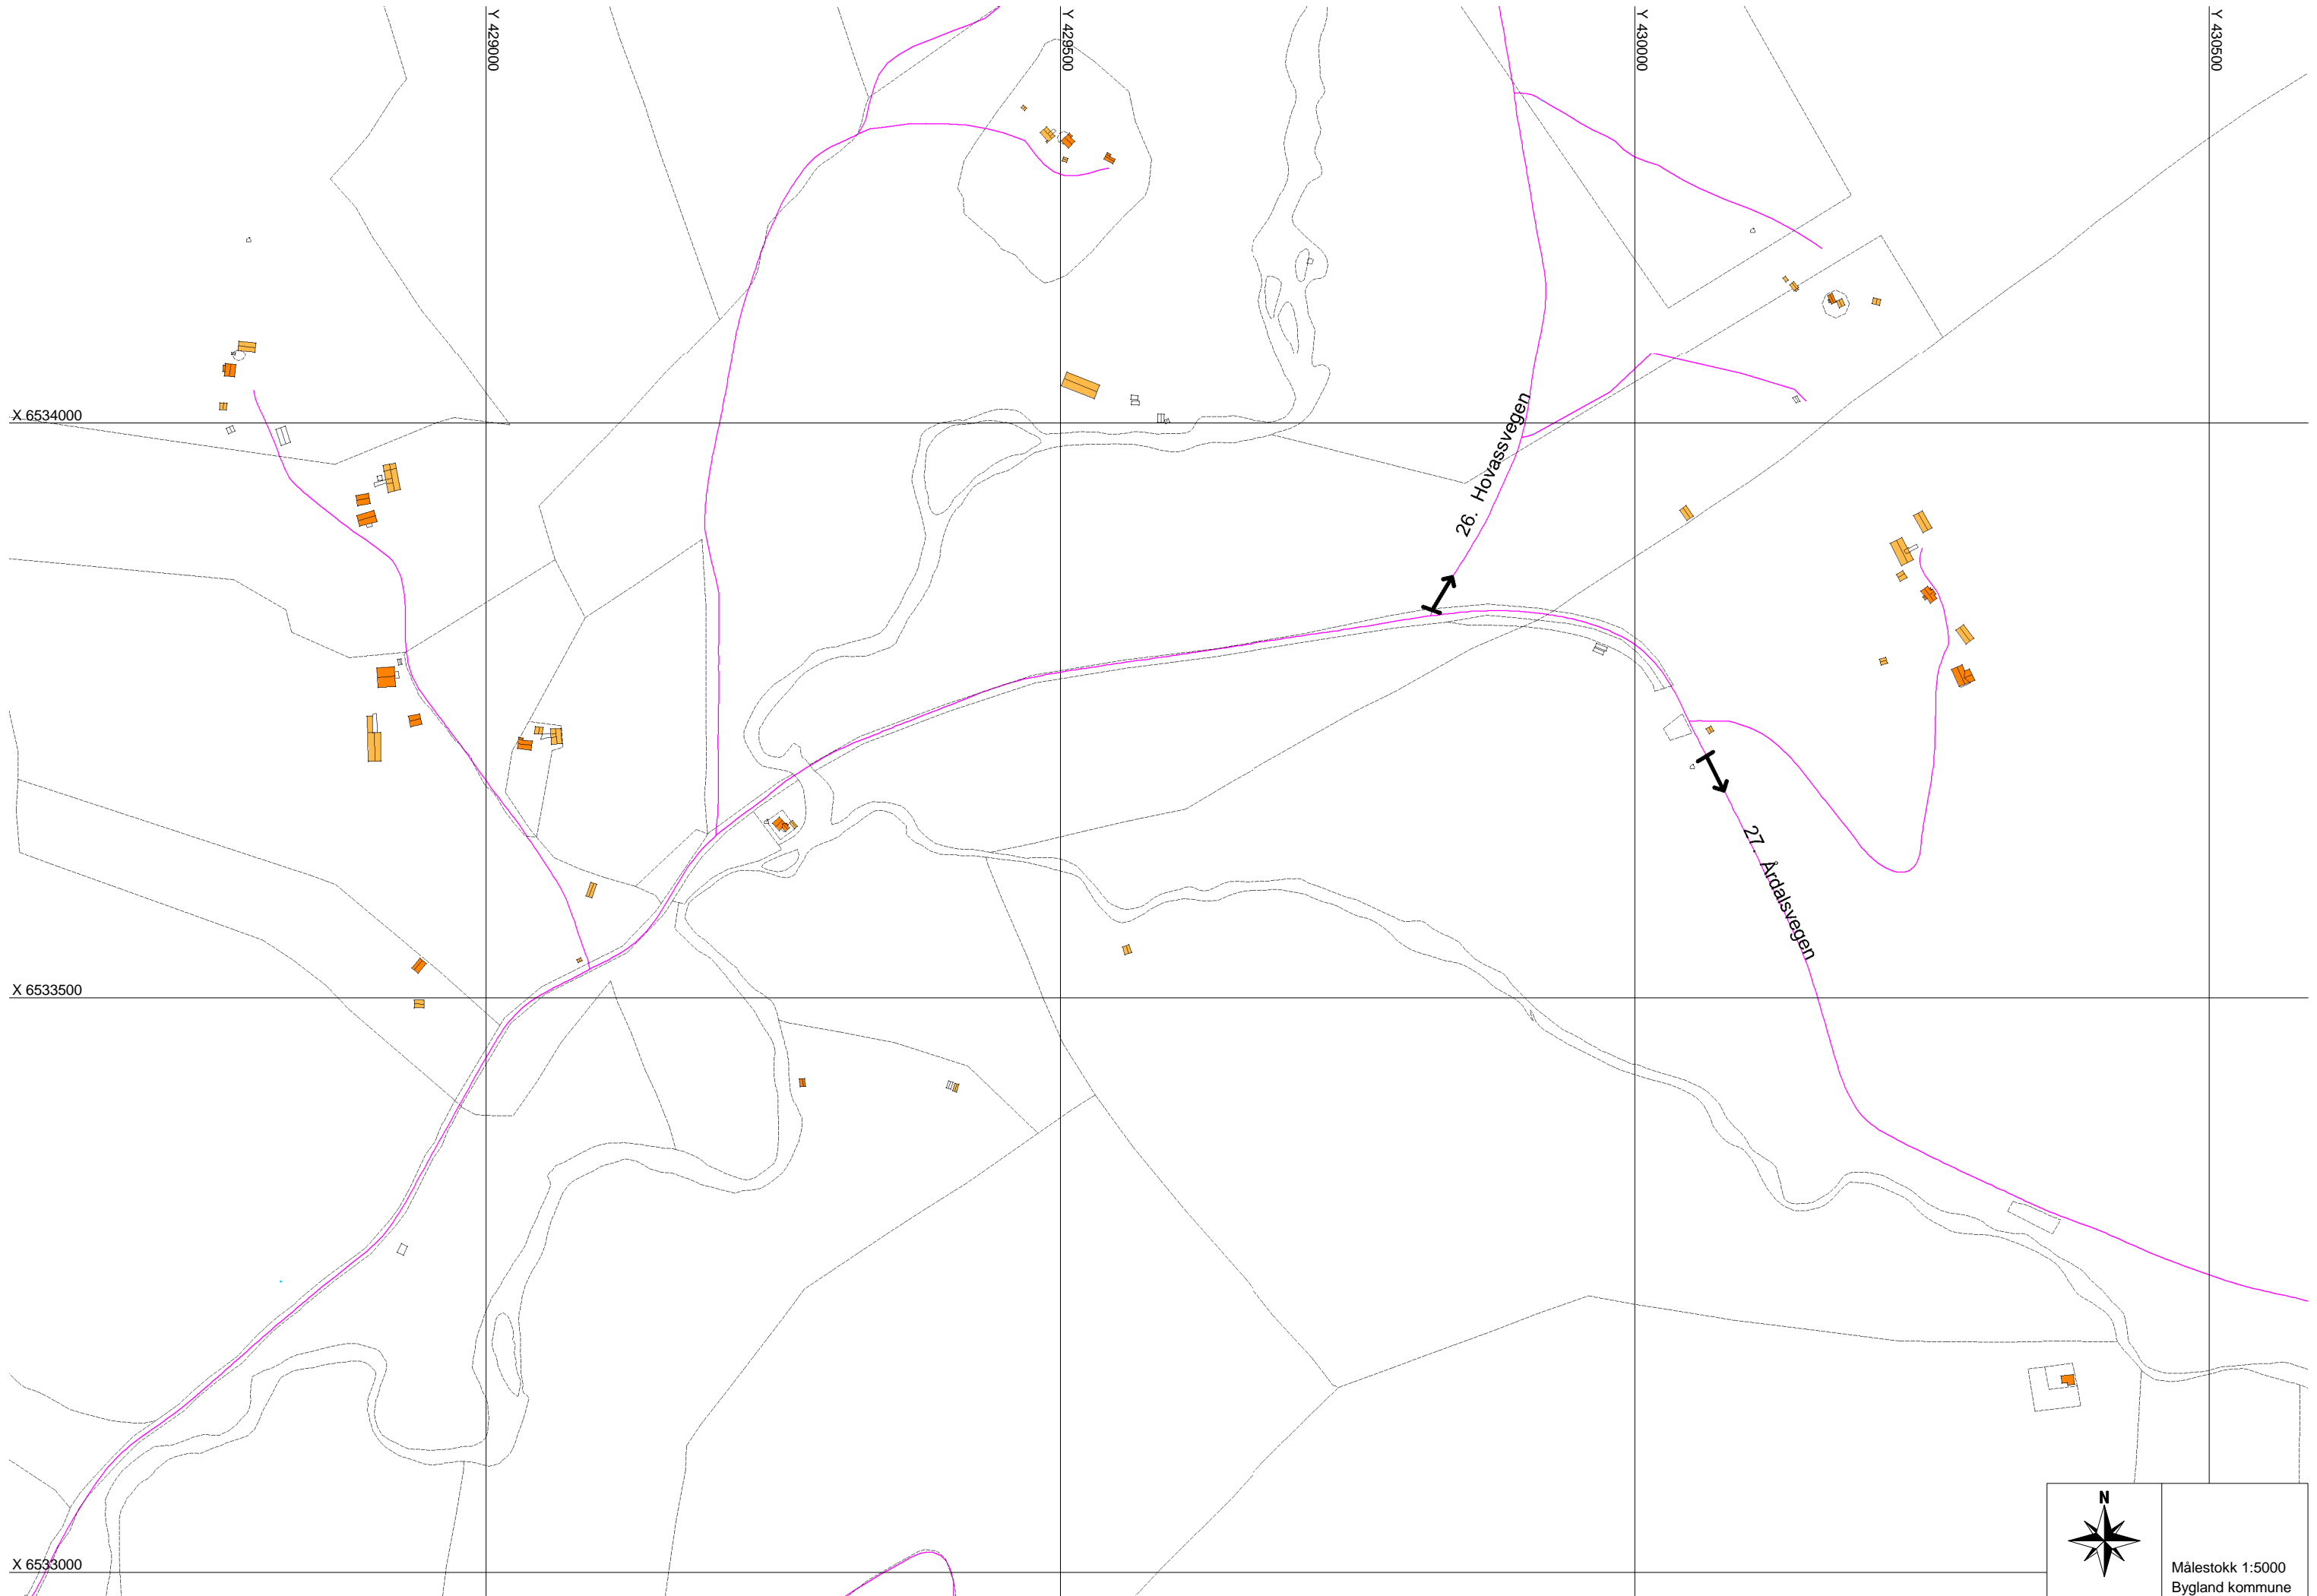 Y 429000
Y 429500
Y 430000
Y 430500
X 6534000
26. Hovassvegen
27. Årdalsvegen
X 6533500
X 6533000
N
Målestokk 1:5000
Bygland kommune